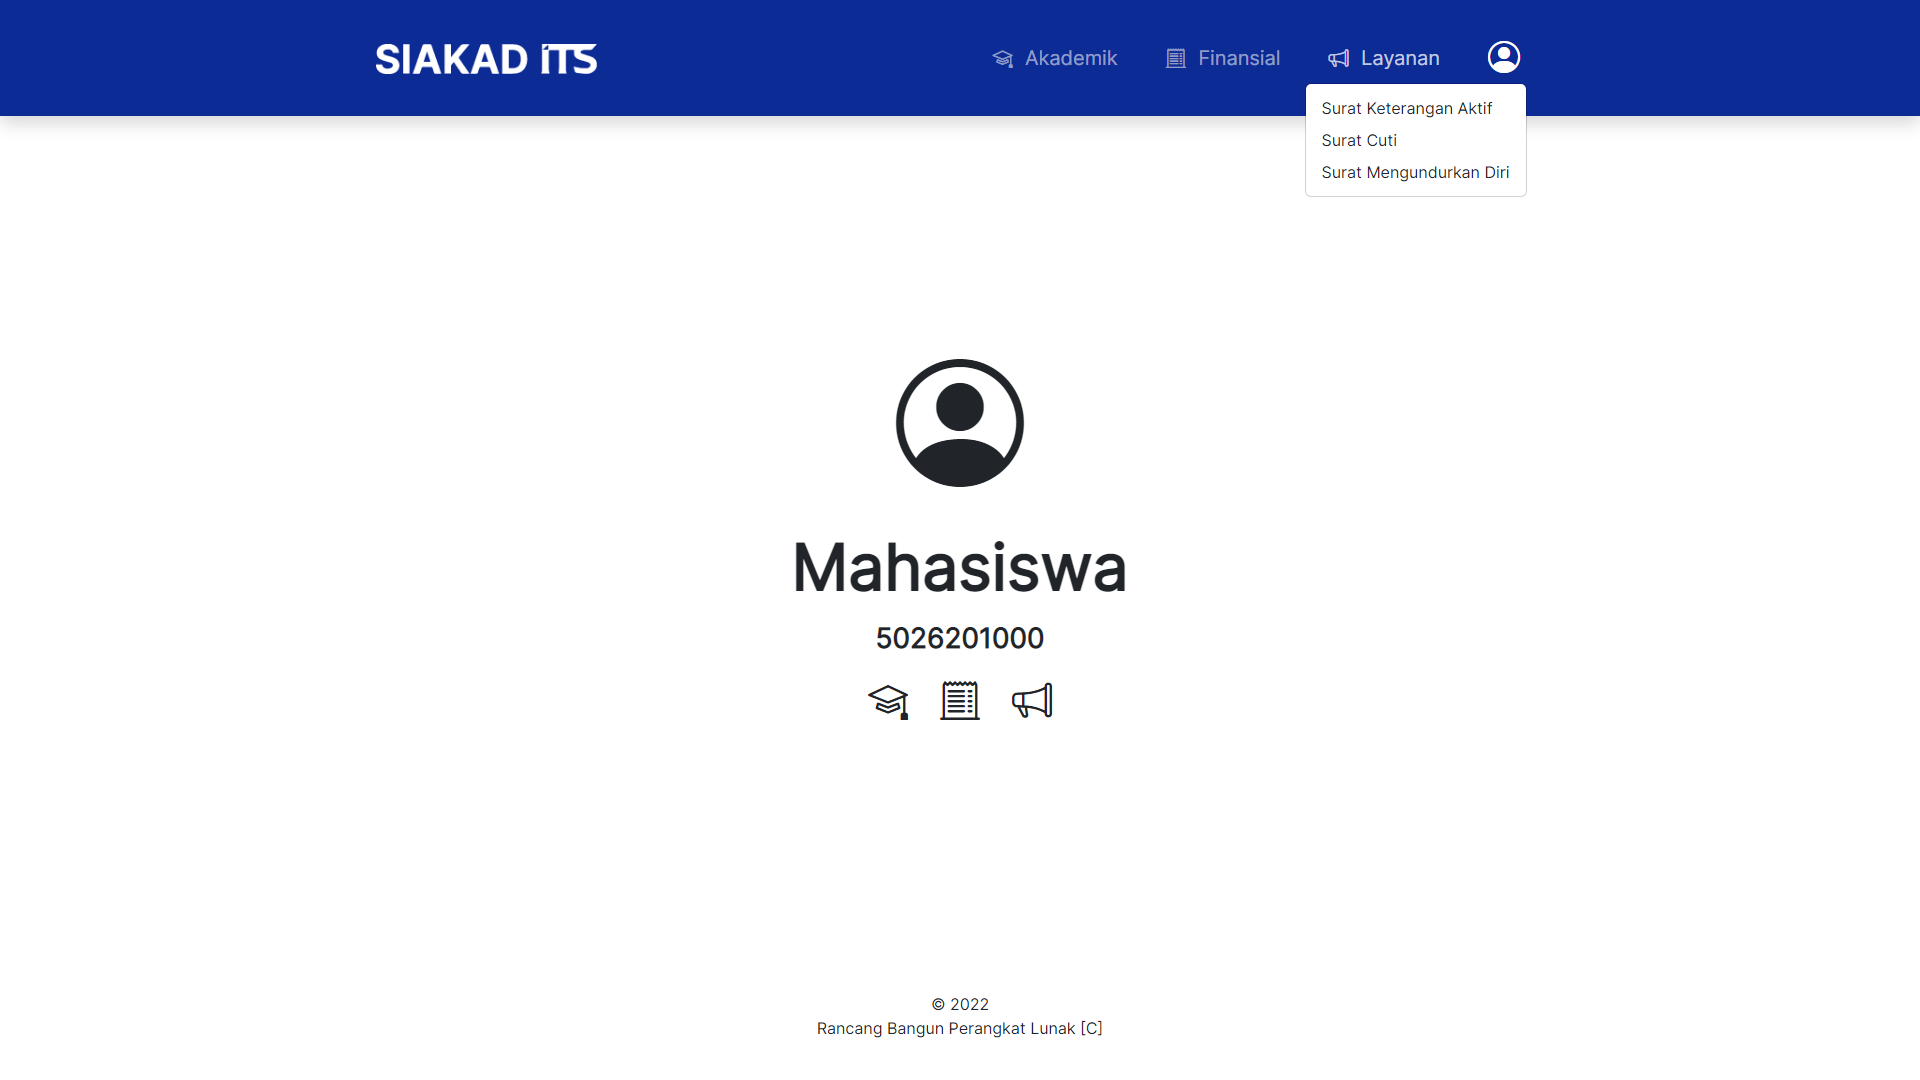 SIAKAD ITS
Akademik
Finansial
Layanan
Surat Keterangan Aktif
Surat Cuti
Surat Mengundurkan Diri
Mahasiswa
5026201000
© 2022
Rancang Bangun Perangkat Lunak [C]